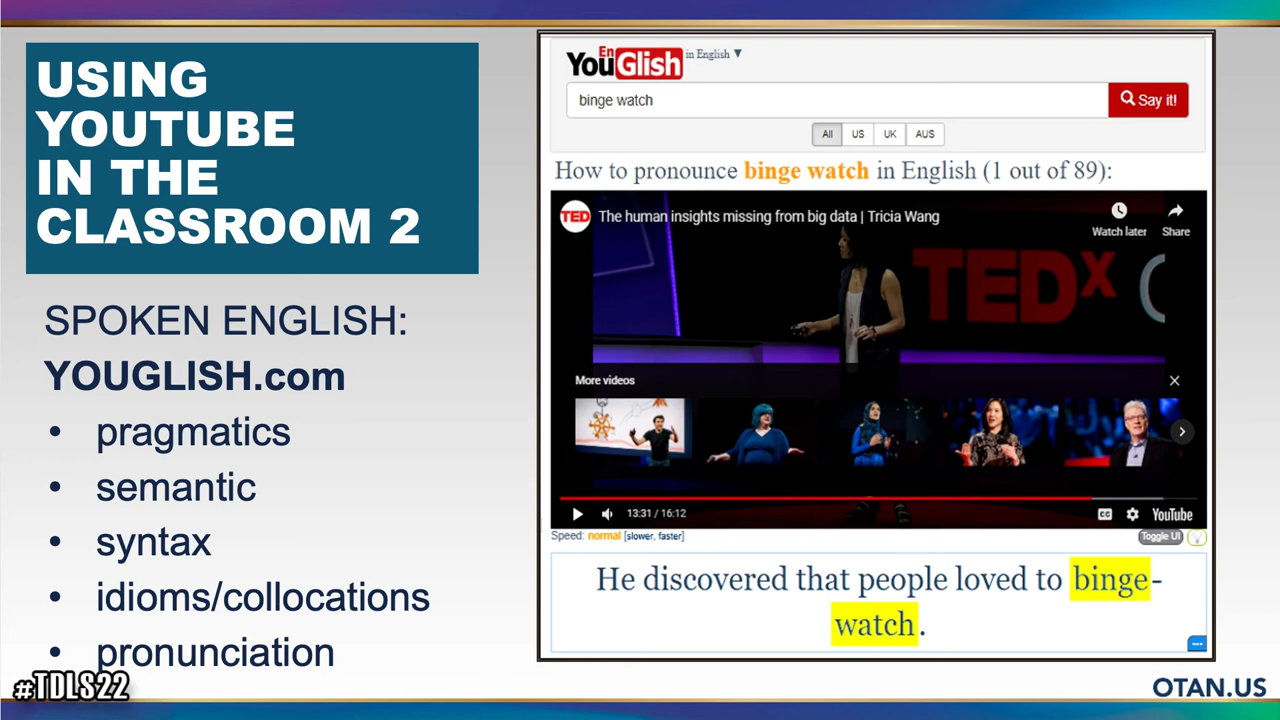 USING
YOUTUBE
IN THE
CLASSROOM 2
SPOKEN ENGLISH:
YOUGLISH.com
• pragmatics
• semantic
• syntax
• idioms/collocations
• pronunciation
#TDLS22
YouGlish En in English ▼
binge watch
Say it!
All US UK AUS
How to pronounce binge watch in English (1 out of 89):
TED The human insights missing from big data | Tricia Wang
Watch later Share
TEDx
More videos
13:31 / 16:12 CC YouTube
Speed: normal [slower, faster] Toggle UI
He discovered that people loved to binge-
watch.
OTAN.US